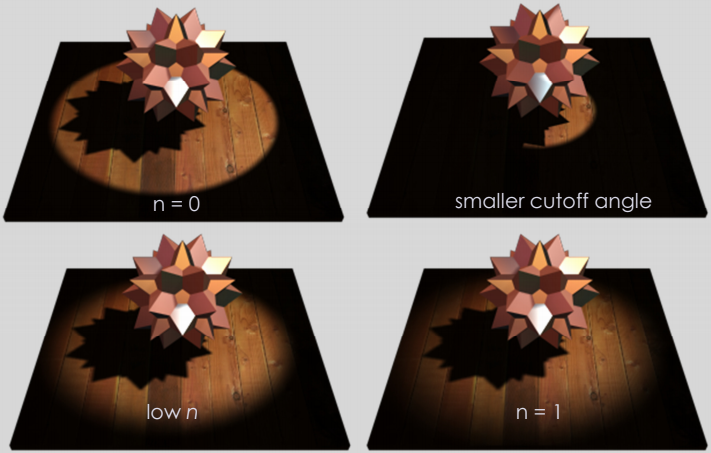 n = 0
smaller cutoff angle
low n
n = 1